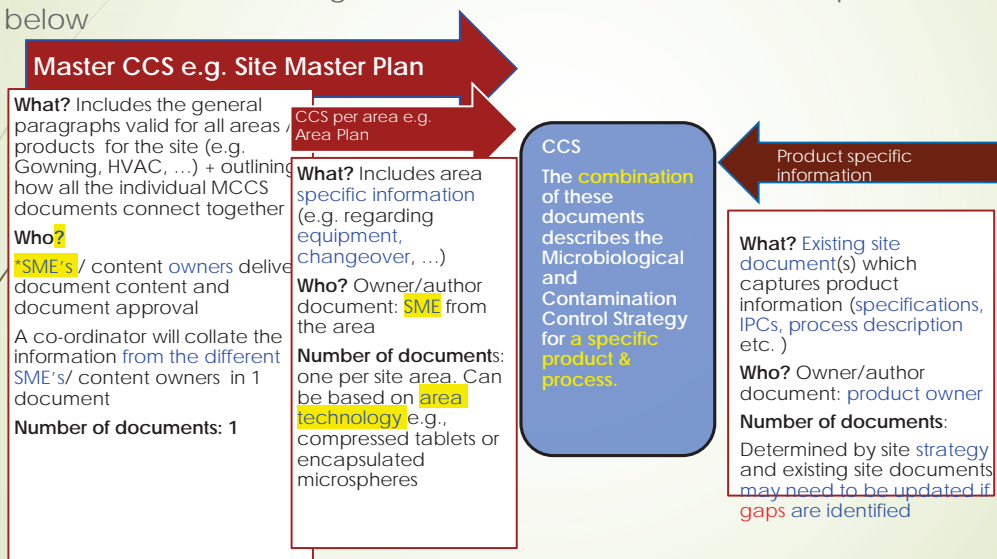 below
Master CCS e.g. Site Master Plan
What? Includes the general
paragraphs valid for all areas /
products for the site (e.g.
Gowning, HVAC, …) + outlining
how all the individual MCCS
documents connect together
Who?
*SME's / content owners delive
document content and
document approval
A co-ordinator will collate the
information from the different
SME's/ content owners in 1
document
Number of documents: 1
CCS per area e.g.
Area Plan
What? Includes area
specific information
(e.g. regarding
equipment,
changeover, …)
Who? Owner/author
document: SME from
the area
Number of documents:
one per site area. Can
be based on area
technology e.g.,
compressed tablets or
encapsulated
microspheres
CCS
The combination
of these
documents
describes the
Microbiological
and
Contamination
Control Strategy
for a specific
product &
process.
Product specific
information
What? Existing site
document(s) which
captures product
information (specifications,
IPCs, process description
etc. )
Who? Owner/author
document: product owner
Number of documents:
Determined by site strategy
and existing site documents
may need to be updated if
gaps are identified